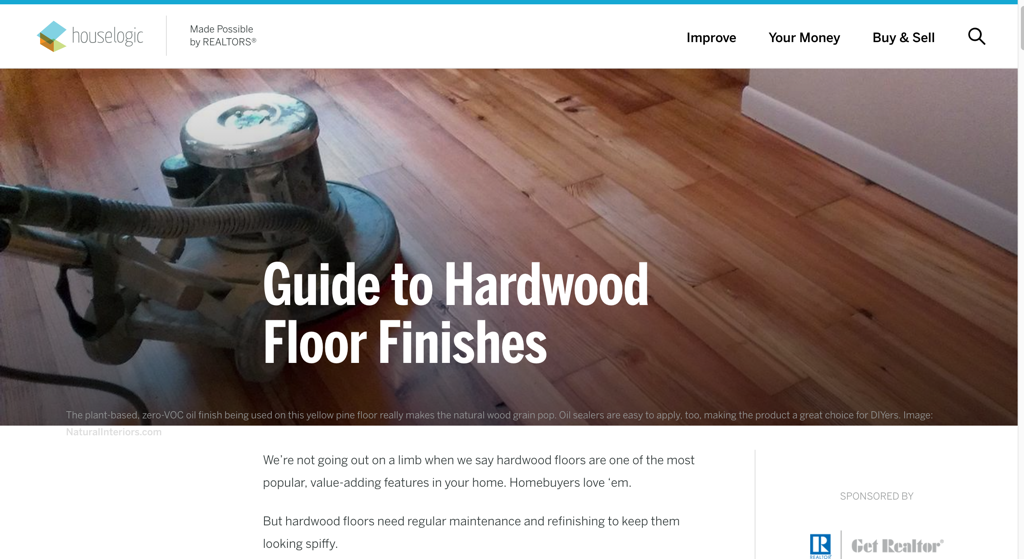 houselogic
Made Possible
by REALTORS®
Improve
Your Money
Buy & Sell
Guide to Hardwood
Floor Finishes
The plant-based, zero-VOC oil finish being used on this yellow pine floor really makes the natural wood grain pop. Oil sealers are easy to apply, too, making the product a great choice for DIYers. Image:
NaturalInteriors.com
We’re not going out on a limb when we say hardwood floors are one of the most
popular, value-adding features in your home. Homebuyers love ‘em.
But hardwood floors need regular maintenance and refinishing to keep them
looking spiffy.
SPONSORED BY
R
REALTOR
Get Realtor®